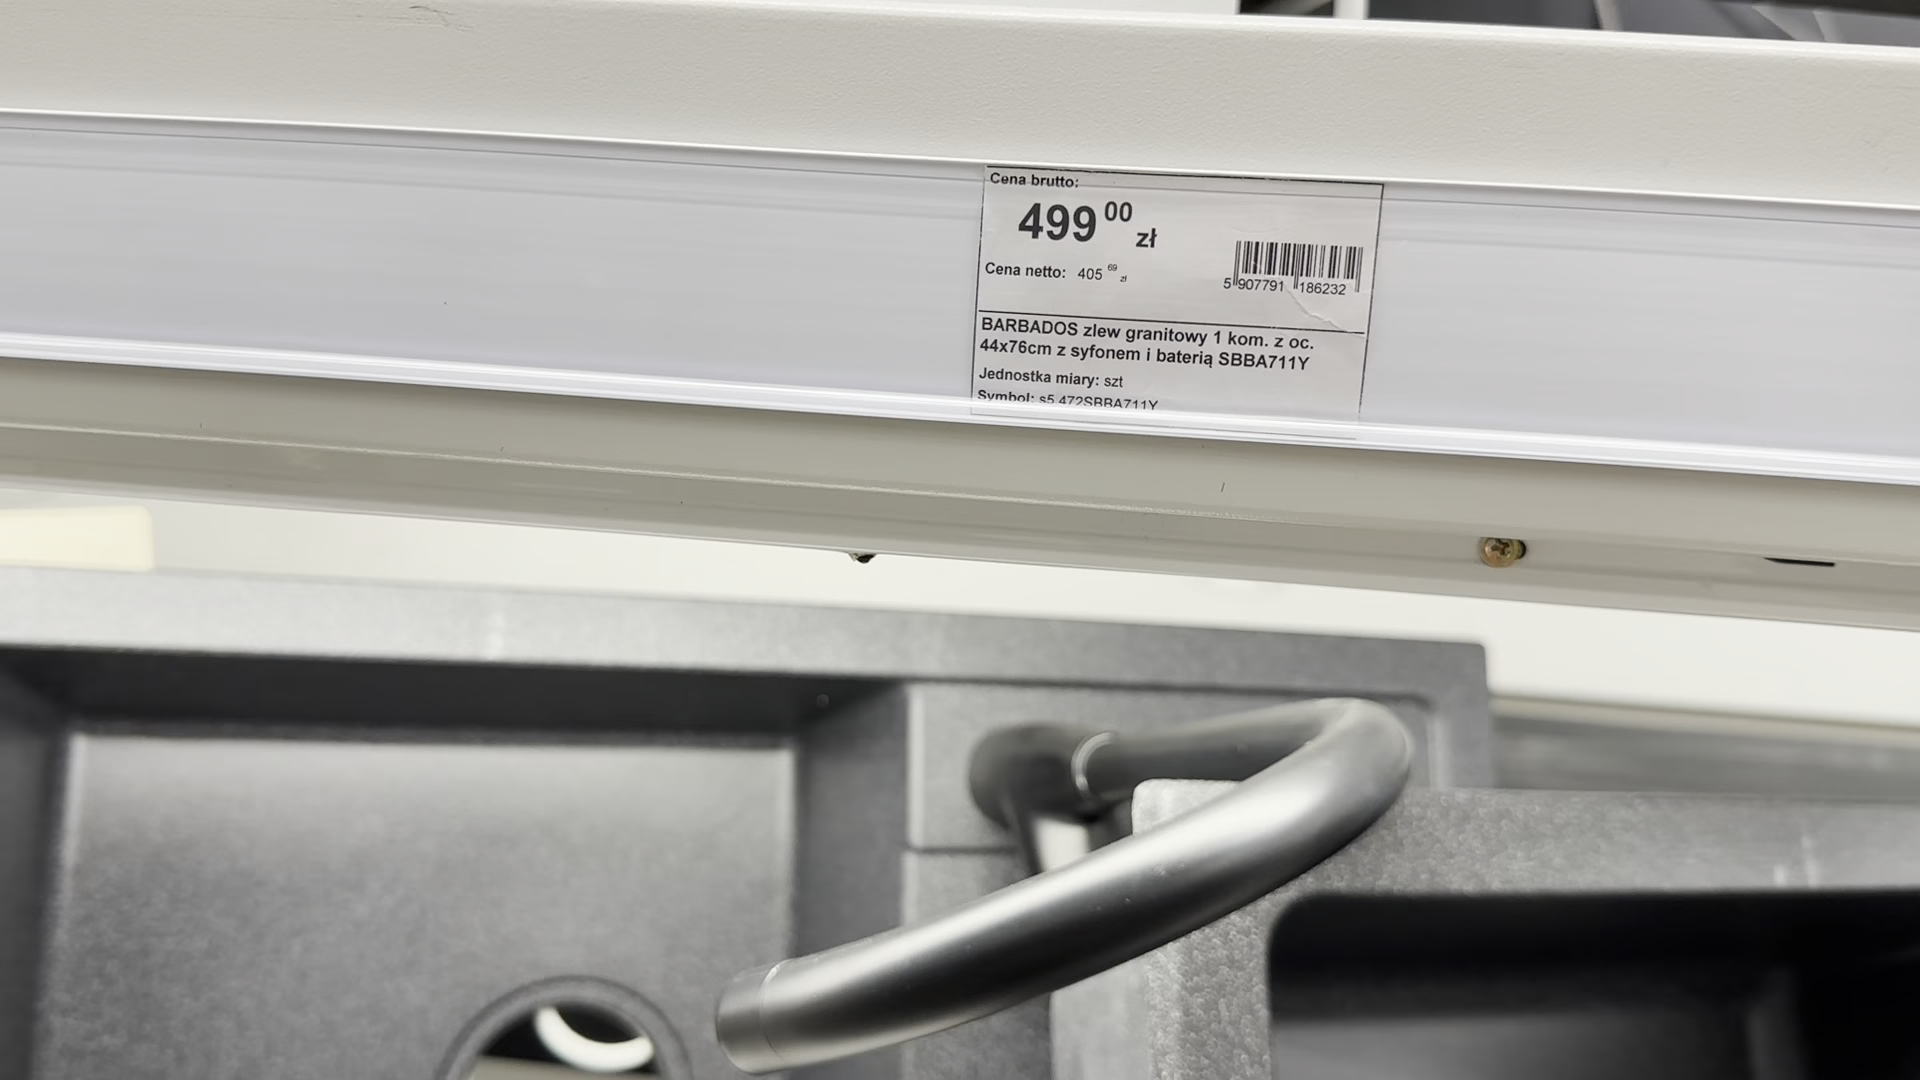 Cena brutto:
499 00 zł
Cena netto: 405 69 zł
5 907791 186232
BARBADOS zlew granitowy 1 kom. z oc.
44x76cm z syfonem i baterią SBBA711Y
Jednostka miary: szt
Symbol: s5.472SBBA711Y